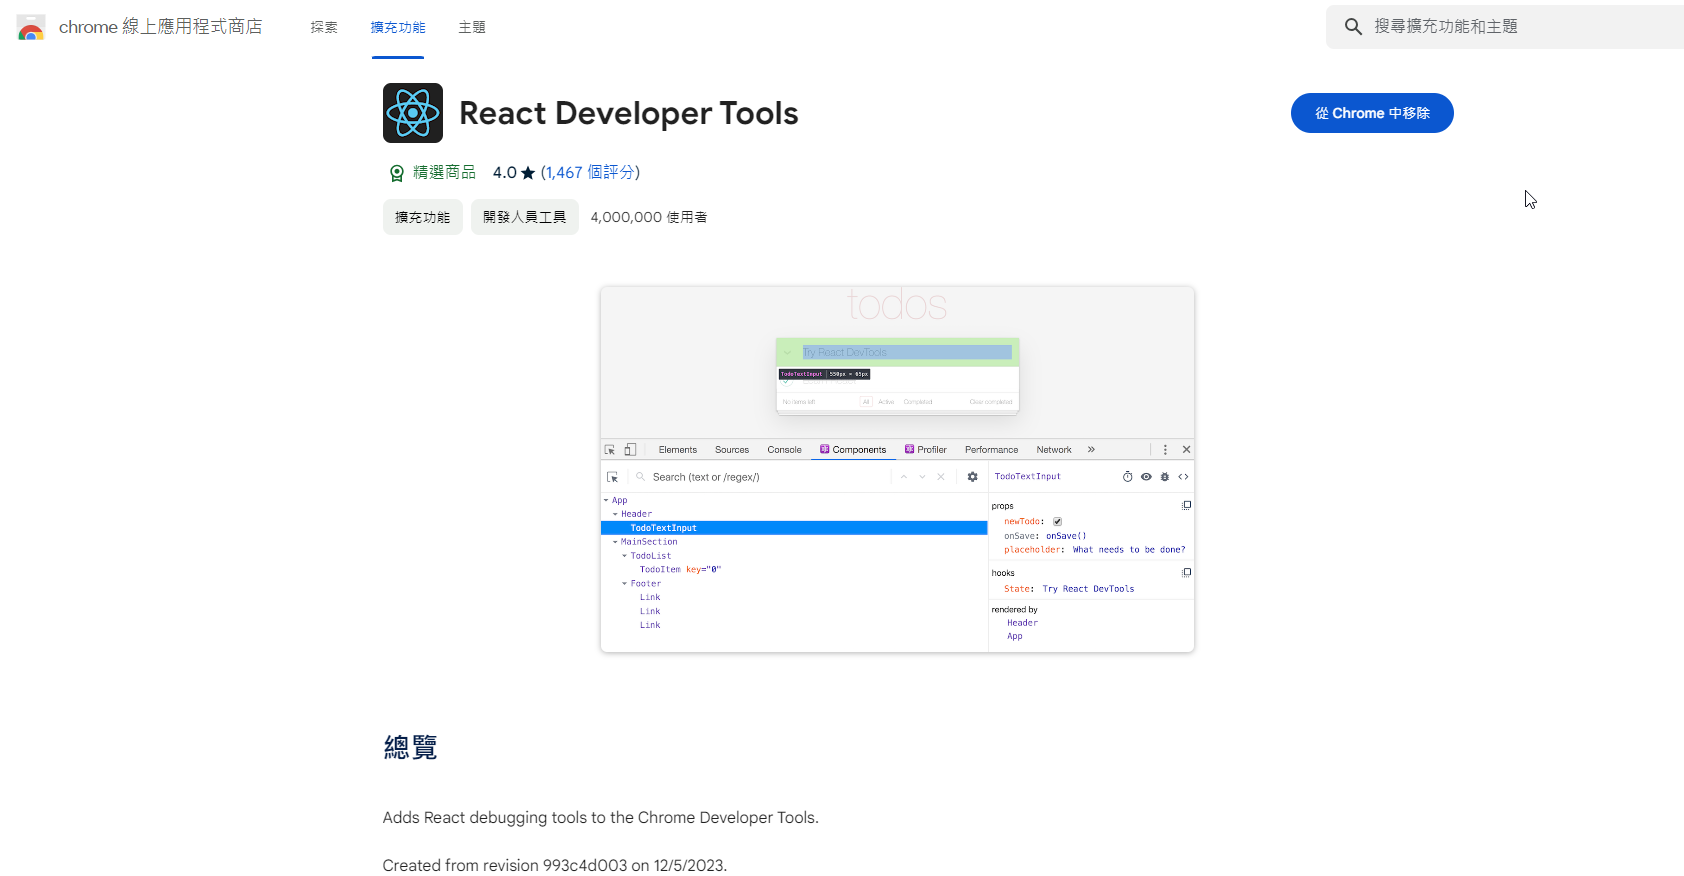 chrome 線上應用程式商店
探索
擴充功能
主題
搜尋擴充功能和主題
React Developer Tools
從 Chrome 中移除
精選商品
4.0★ (1,467 個評分)
擴充功能
開發人員工具
4,000,000 使用者
todos
Try React DevTools
TodoTextInput | 550px × 65px
No items left
All
Active
Completed
Clear completed
Elements
Sources
Console
Components
Profiler
Performance
Network
»
Search (text or /regex/)
App
Header
TodoTextInput
MainSection
TodoList
TodoItem key="0"
Footer
Link
Link
Link
TodoTextInput
props
newTodo:
onSave: onSave()
placeholder: What needs to be done?
hooks
State: Try React DevTools
rendered by
Header
App
總覽
Adds React debugging tools to the Chrome Developer Tools.
Created from revision 993c4d003 on 12/5/2023.